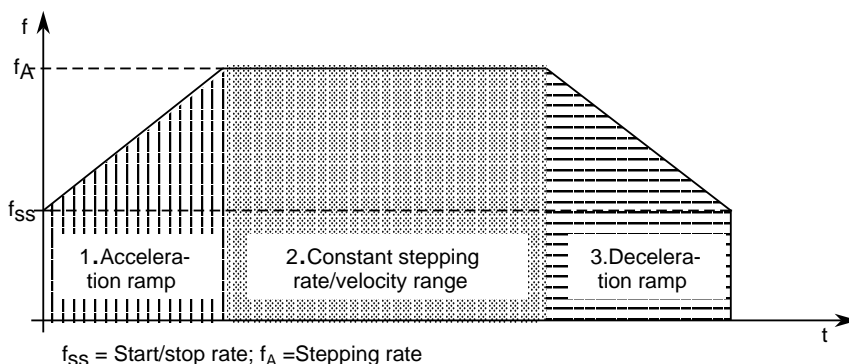 f
fA
fSS
1.Accelera-
tion ramp
2.Constant stepping
rate/velocity range
3.Deceleration
tion ramp
t
fSS = Start/stop rate; fA =Stepping rate